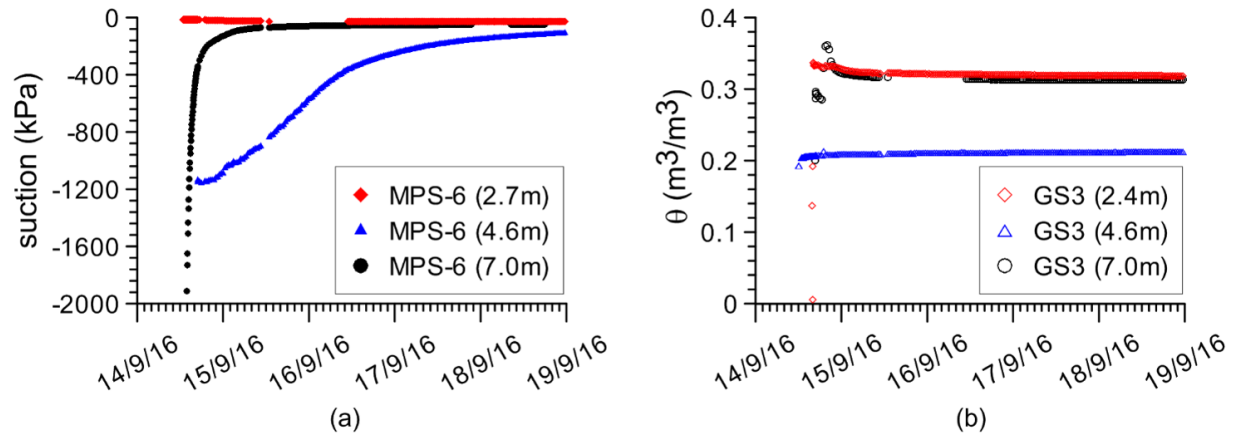 0
-400
-800
-1200
-1600
-2000
suction (kPa)
MPS-6 (2.7m)
MPS-6 (4.6m)
MPS-6 (7.0m)
14/9/16
15/9/16
16/9/16
17/9/16
18/9/16
19/9/16
(a)
0.4
0.3
0.2
0.1
0
θ (m3/m3)
GS3 (2.4m)
GS3 (4.6m)
GS3 (7.0m)
14/9/16
15/9/16
16/9/16
17/9/16
18/9/16
19/9/16
(b)